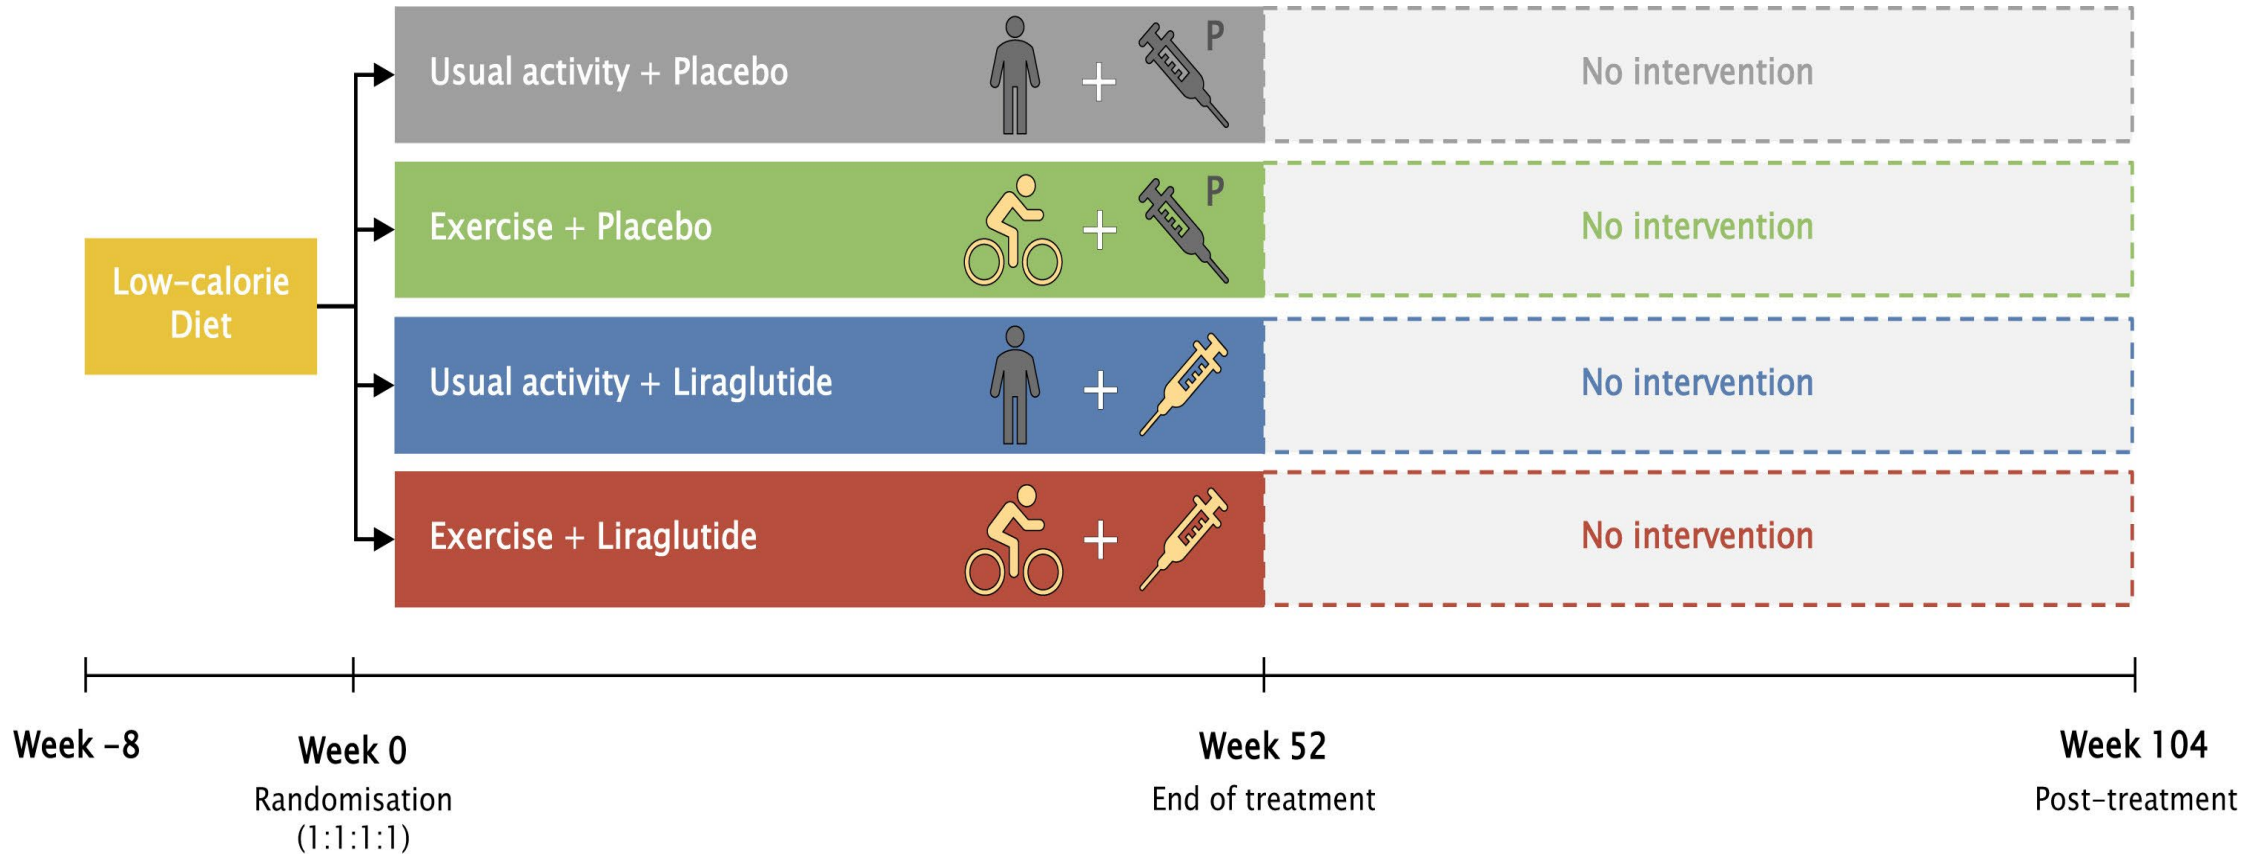 Usual activity + Placebo
P
No intervention
Exercise + Placebo
P
No intervention
Low-calorie
Diet
Usual activity + Liraglutide
No intervention
Exercise + Liraglutide
No intervention
Week -8
Week 0
Randomisation
(1:1:1:1)
Week 52
End of treatment
Week 104
Post-treatment